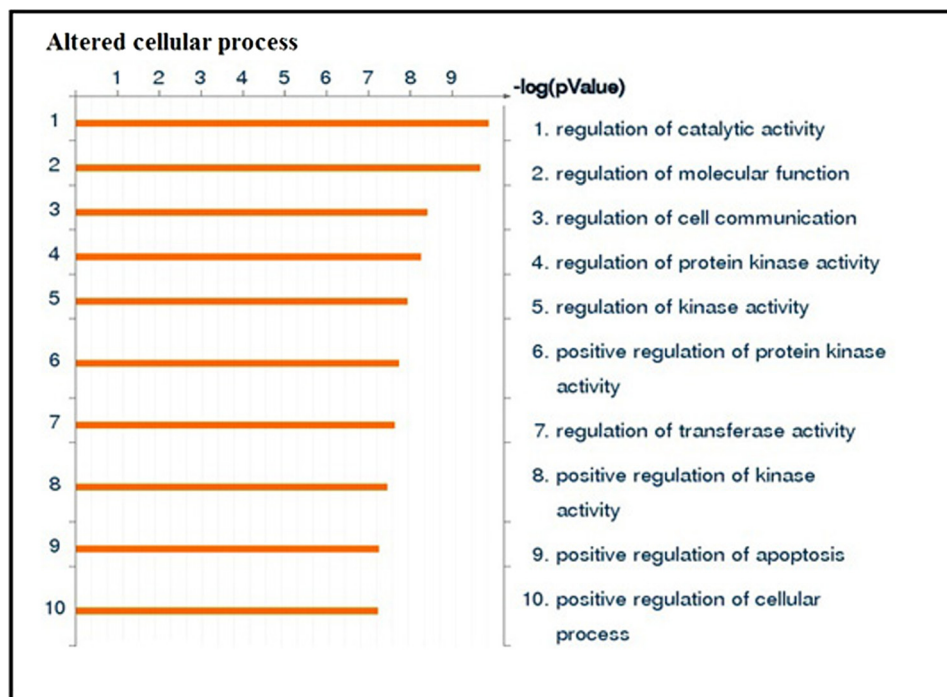 Altered cellular process
1 2 3 4 5 6 7 8 9
-log(pValue)
1
1. regulation of catalytic activity
2
2. regulation of molecular function
3
3. regulation of cell communication
4
4. regulation of protein kinase activity
5
5. regulation of kinase activity
6
6. positive regulation of protein kinase
activity
7
7. regulation of transferase activity
8
8. positive regulation of kinase
activity
9
9. positive regulation of apoptosis
10
10. positive regulation of cellular
process